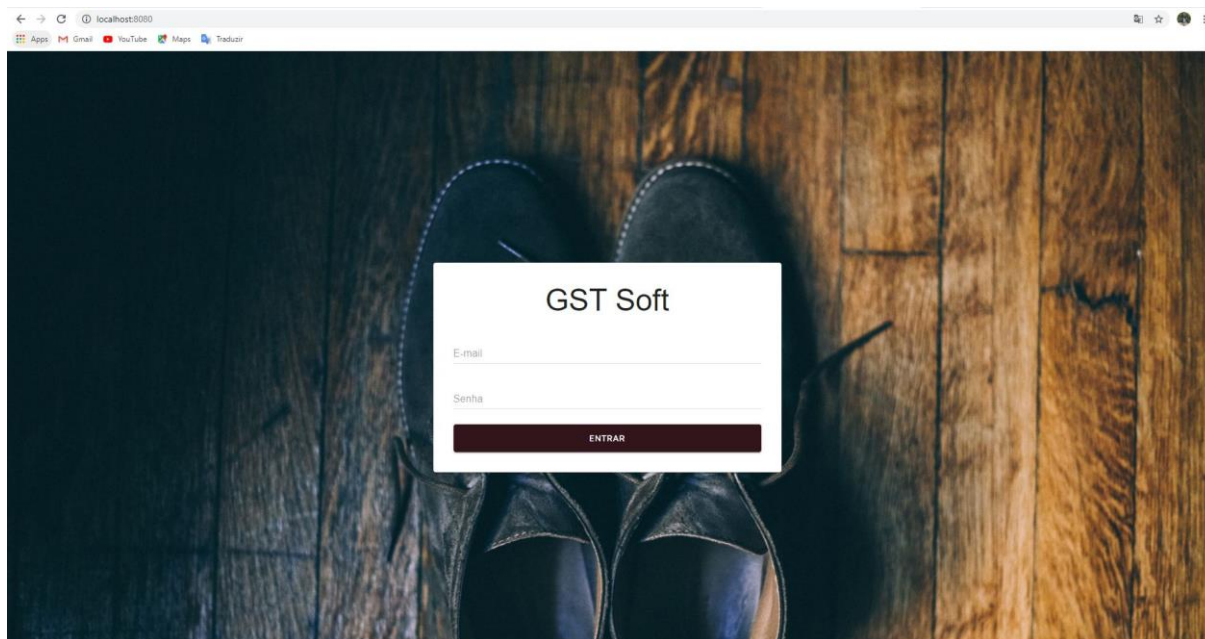 localhost:8080
Apps Gmail YouTube Maps Traduzir
GST Soft
E-mail
Senha
ENTRAR